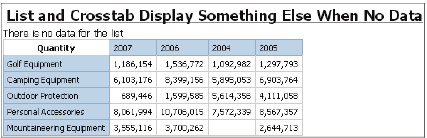 List and Crosstab Display Something Else When No Data
There is no data for the list
Quantity 2007 2006 2004 2005
Golf Equipment 1,186,154 1,536,772 1,092,982 1,297,793
Camping Equipment 6,103,176 8,399,156 5,895,053 6,903,764
Outdoor Protection 689,446 1,599,585 5,614,356 4,111,058
Personal Accessories 8,061,994 10,706,015 7,572,339 8,567,357
Mountaineering Equipment 3,555,116 3,700,262 2,644,713